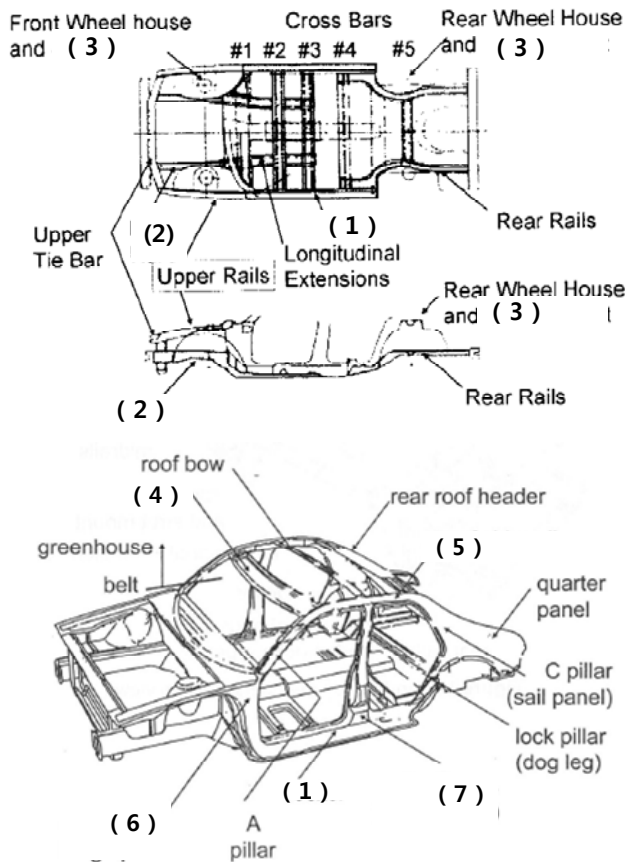 Front Wheel house
and ( 3 )
Cross Bars
#1 #2 #3 #4 #5
Rear Wheel House
and ( 3 )
(2)
( 1 )
Rear Rails
Upper
Tie Bar
Upper Rails
Longitudinal
Extensions
Rear Wheel House
and ( 3 )
( 2 )
Rear Rails
roof bow
( 4 )
rear roof header
greenhouse
( 5 )
belt
quarter
panel
C pillar
(sail panel)
lock pillar
(dog leg)
( 1 )
( 7 )
( 6 )
A
pillar